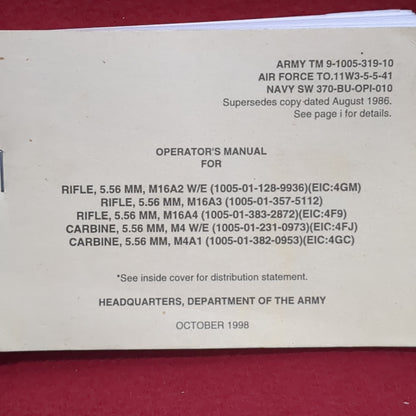 ARMY TM 9-1005-319-10
AIR FORCE TO.11W3-5-5-41
NAVY SW 370-BU-OPI-010
Supersedes copy dated August 1986.
See page i for details.
OPERATOR'S MANUAL
FOR
RIFLE, 5.56 MM, M16A2 W/E (1005-01-128-9936)(EIC:4GM)
RIFLE, 5.56 MM, M16A3 (1005-01-357-5112)
RIFLE, 5.56 MM, M16A4 (1005-01-383-2872)(EIC:4F9)
CARBINE, 5.56 MM, M4 W/E (1005-01-231-0973)(EIC:4FJ)
CARBINE, 5.56 MM, M4A1 (1005-01-382-0953)(EIC:4GC)
*See inside cover for distribution statement.
HEADQUARTERS, DEPARTMENT OF THE ARMY
OCTOBER 1998